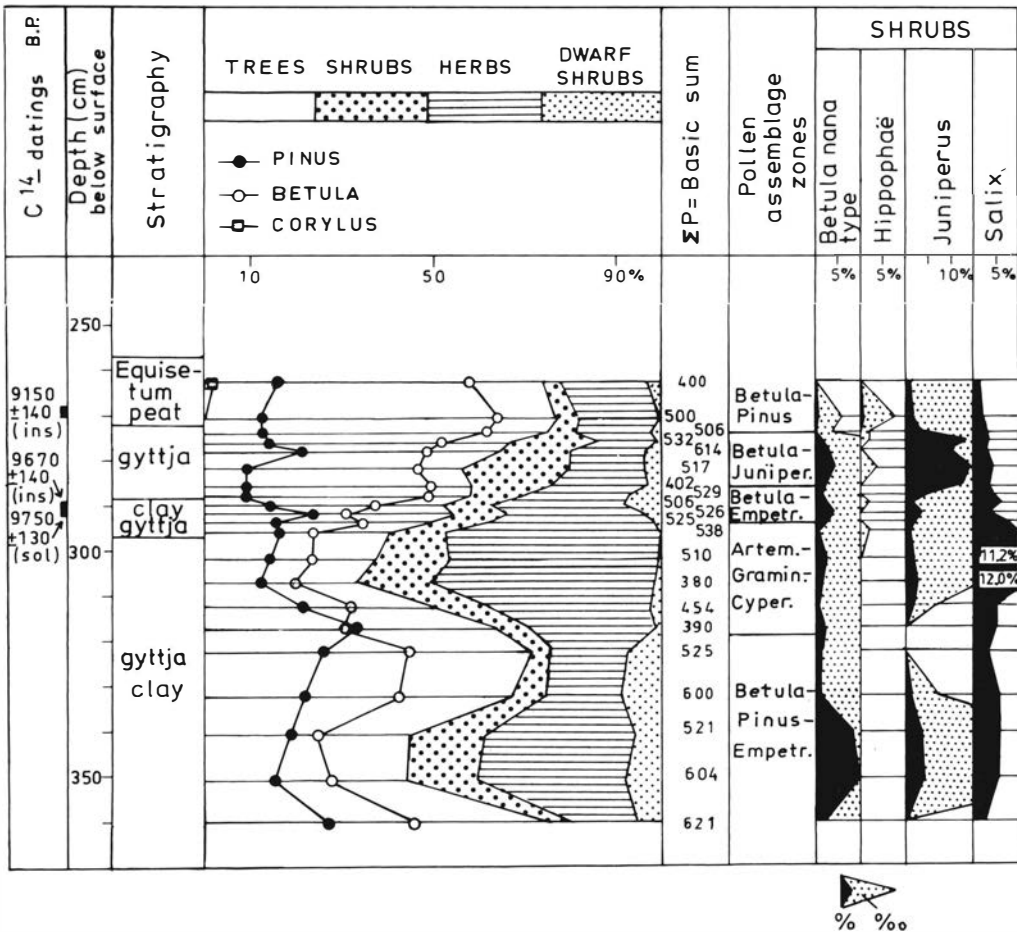 C¹⁴_ datings B.P.
Depth (cm)
below surface
Stratigraphy
TREES SHRUBS HERBS DWARF
SHRUBS
PINUS
BETULA
CORYLUS
ΣP=Basic sum
Pollen
assemblage
zones
SHRUBS
Betula nana
type
Hippophaë
Juniperus
Salix
10 50 90%
5% 5% 10% 5%
250
300
350
9150
±140
(ins)
9670
±140
(ins)
9750
±130
(sol)
Equise-
tum
peat
gyttja
clay
gyttja
gyttja
clay
400
500
506
532
614
517
402
529
506
526
525
538
510
380
454
390
525
600
521
604
621
Betula-
Pinus
Betula-
Juniper.
Betula-
Empetr.
Artem.-
Gramin-
Cyper.
Betula-
Pinus-
Empetr.
11,2%
12,0%
% ‰